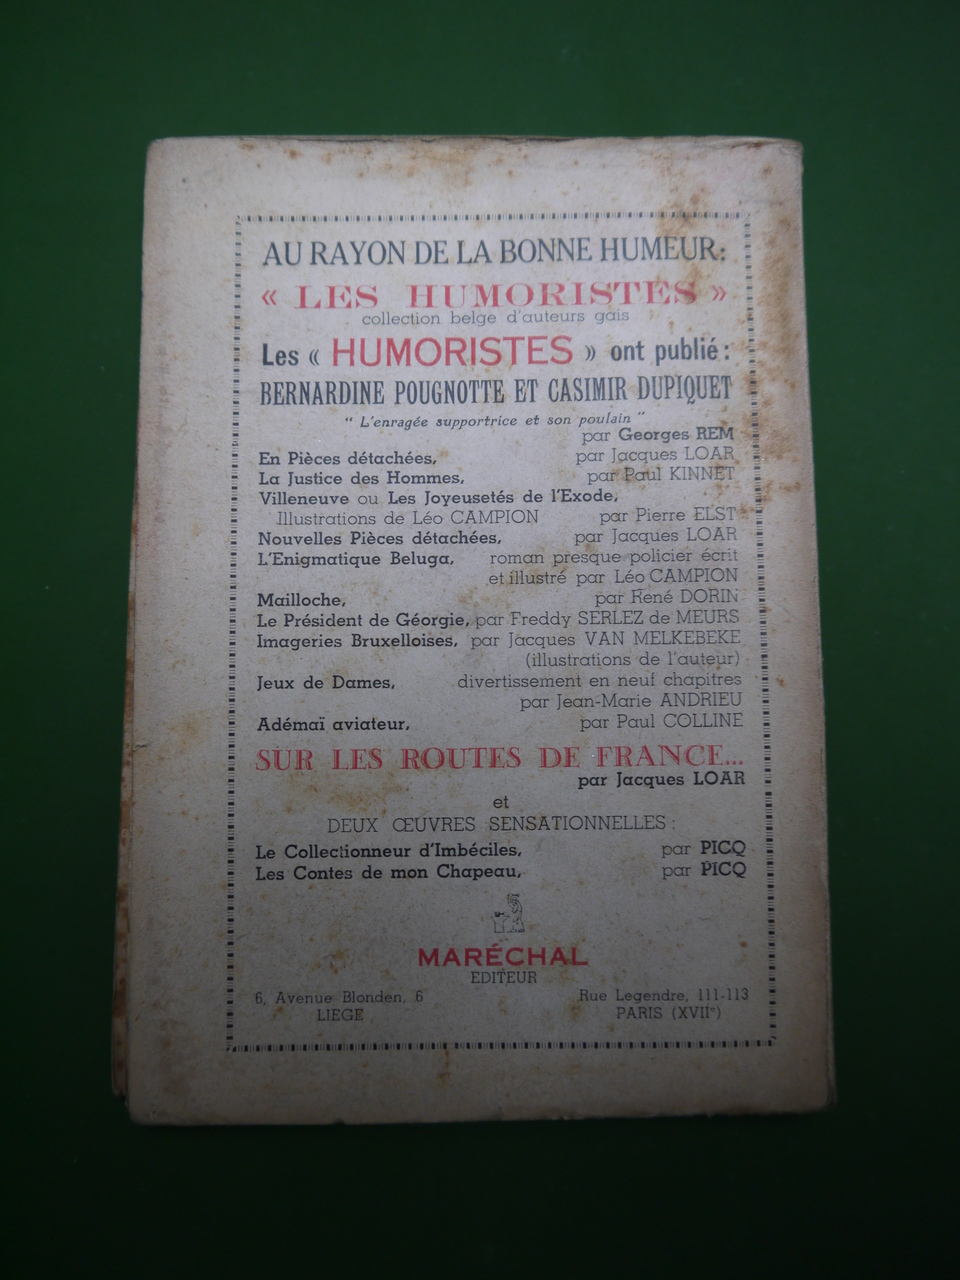 AU RAYON DE LA BONNE HUMEUR:
« LES HUMORISTES »
collection belge d'auteurs gais
Les « HUMORISTES » ont publié :
BERNARDINE POUGNOTTE ET CASIMIR DUPIQUET
" L'enragée supportrice et son poulain "
par Georges REM
En Pièces détachées, par Jacques LOAR
La Justice des Hommes, par Paul KINNET
Villeneuve ou Les Joyeusetés de l'Exode,
Illustrations de Léo CAMPION par Pierre ELST
Nouvelles Pièces détachées, par Jacques LOAR
L'Enigmatique Beluga, roman presque policier écrit
et illustré par Léo CAMPION
Mailloche, par René DORIN
Le Président de Géorgie, par Freddy SERLEZ de MEURS
Imageries Bruxelloises, par Jacques VAN MELKEBEKE
(illustrations de l'auteur)
Jeux de Dames, divertissement en neuf chapitres
par Jean-Marie ANDRIEU
Adémaï aviateur, par Paul COLLINE
SUR LES ROUTES DE FRANCE...
par Jacques LOAR
et
DEUX ŒUVRES SENSATIONNELLES :
Le Collectionneur d'Imbéciles, par PICQ
Les Contes de mon Chapeau, par PICQ
MARÉCHAL
EDITEUR
6, Avenue Blonden, 6 Rue Legendre, 111-113
LIEGE PARIS (XVIIe)